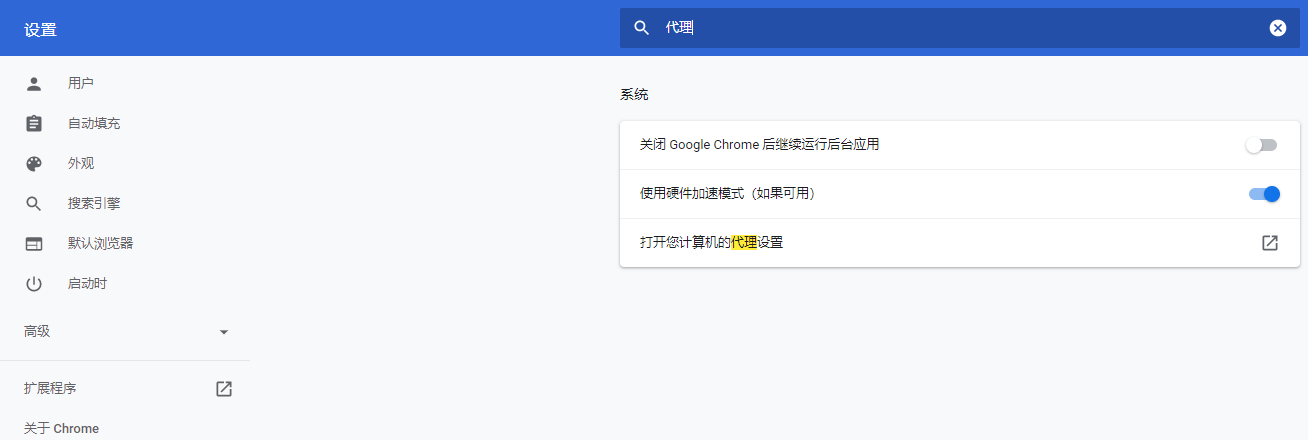 设置
代理
用户
自动填充
外观
搜索引擎
默认浏览器
启动时
高级
扩展程序
关于 Chrome
系统
关闭 Google Chrome 后继续运行后台应用
使用硬件加速模式（如果可用）
打开您计算机的代理设置